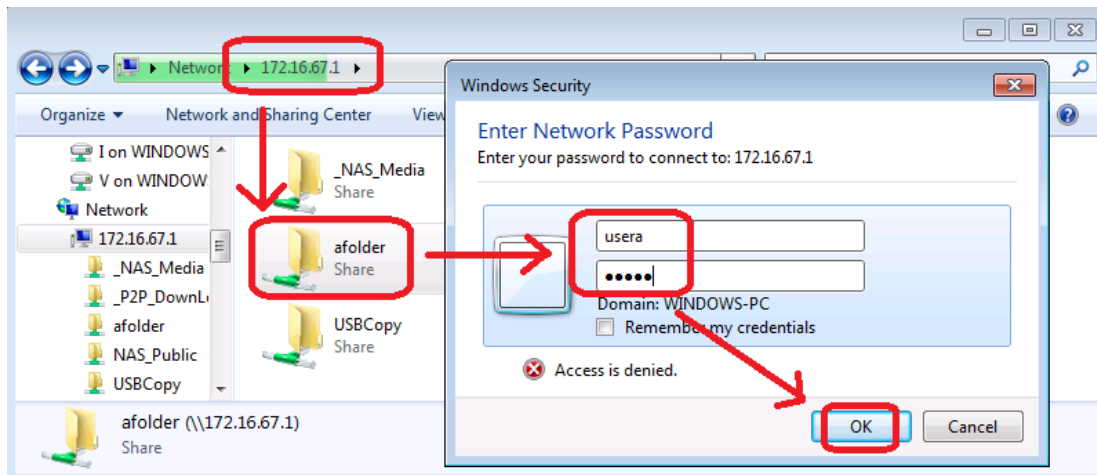 Network 172.16.67.1
Organize Network and Sharing Center View
I on WINDOWS
V on WINDOW
Network
172.16.67.1
_NAS_Media
_P2P_DownL
afolder
NAS_Public
USBCopy
_NAS_Media
Share
afolder
Share
USBCopy
Share
afolder (\\172.16.67.1)
Share
Windows Security
Enter Network Password
Enter your password to connect to: 172.16.67.1
usera
●●●●●
Domain: WINDOWS-PC
Remember my credentials
Access is denied.
OK Cancel